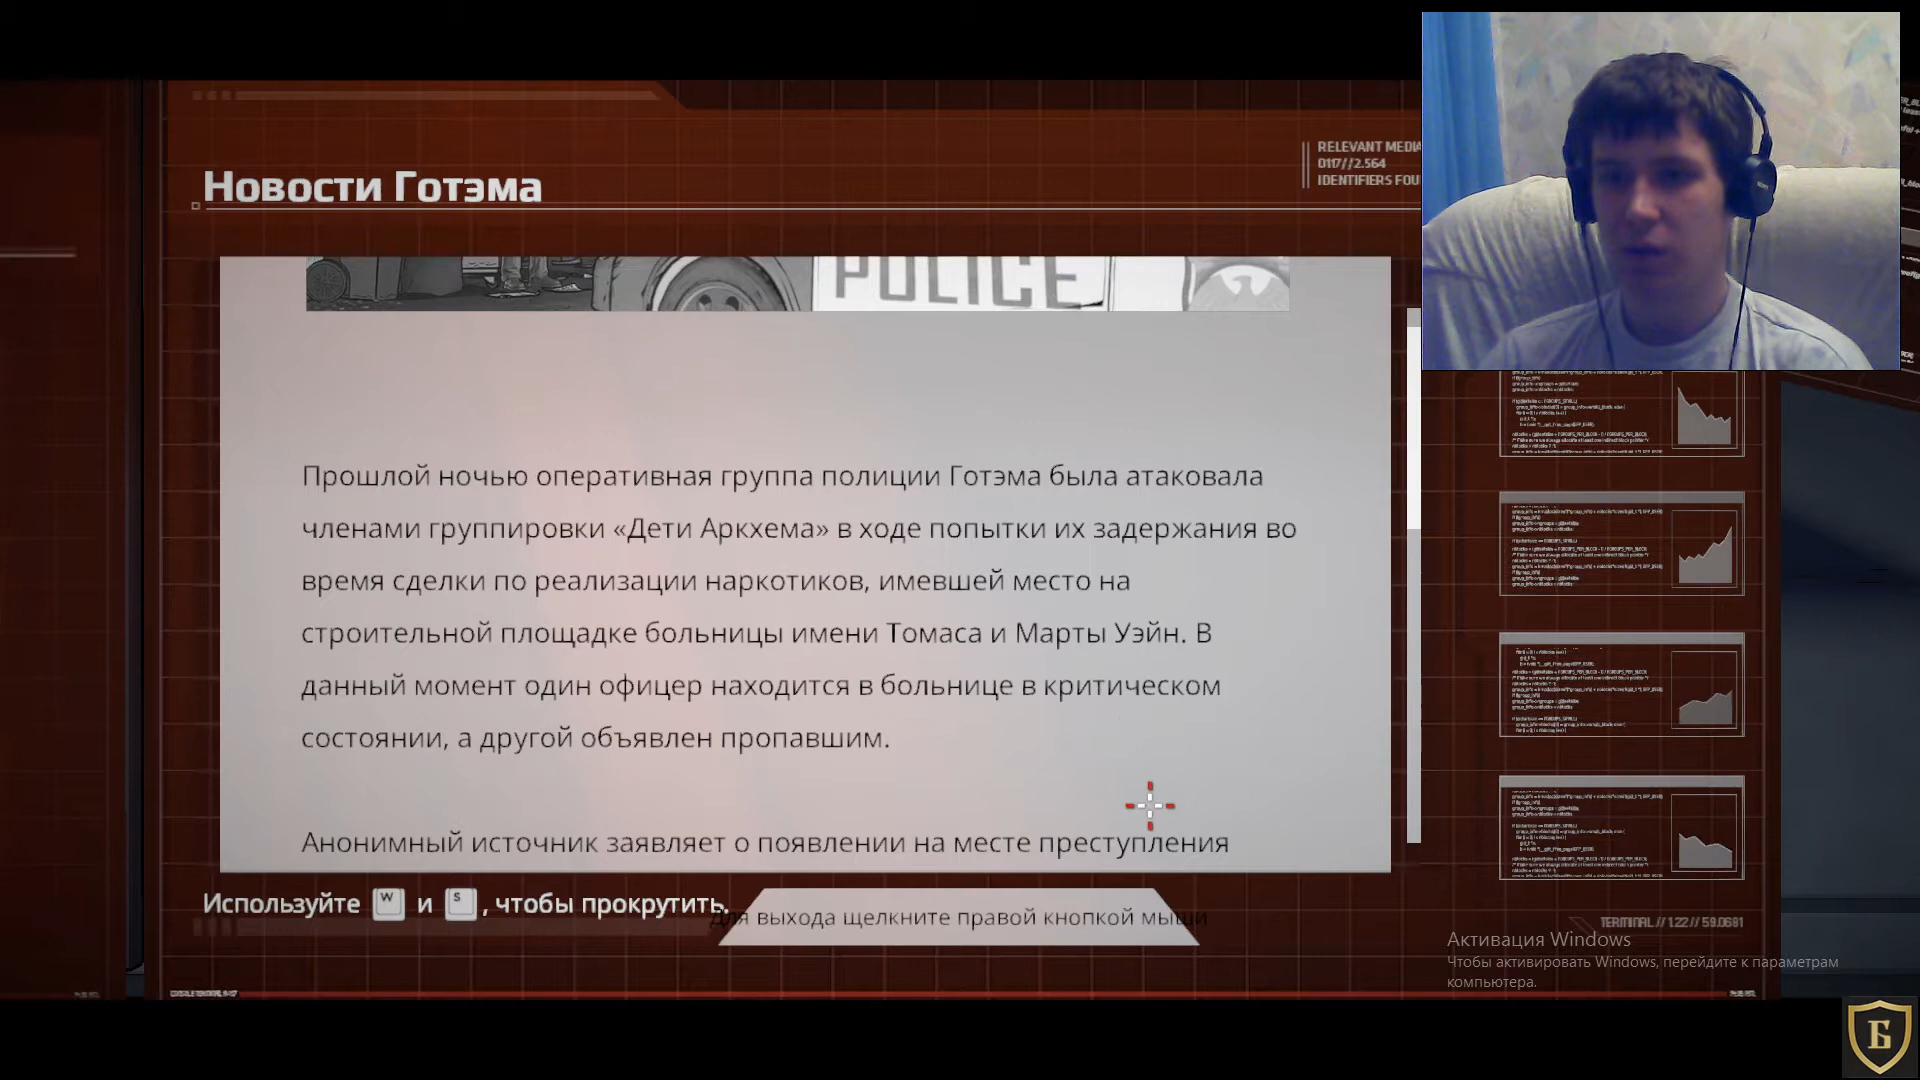 RELEVANT MEDIA
0117//2.564
IDENTIFIERS FOU
Новости Готэма
POLICE
Прошлой ночью оперативная группа полиции Готэма была атаковала
членами группировки «Дети Аркхема» в ходе попытки их задержания во
время сделки по реализации наркотиков, имевшей место на
строительной площадке больницы имени Томаса и Марты Уэйн. В
данный момент один офицер находится в больнице в критическом
состоянии, а другой объявлен пропавшим.
Анонимный источник заявляет о появлении на месте преступления
Используйте W и S, чтобы прокрутить.
Для выхода щелкните правой кнопкой мыши
TERMINAL // 1.22 // 59.0681
Активация Windows
Чтобы активировать Windows, перейдите к параметрам
компьютера.
Б